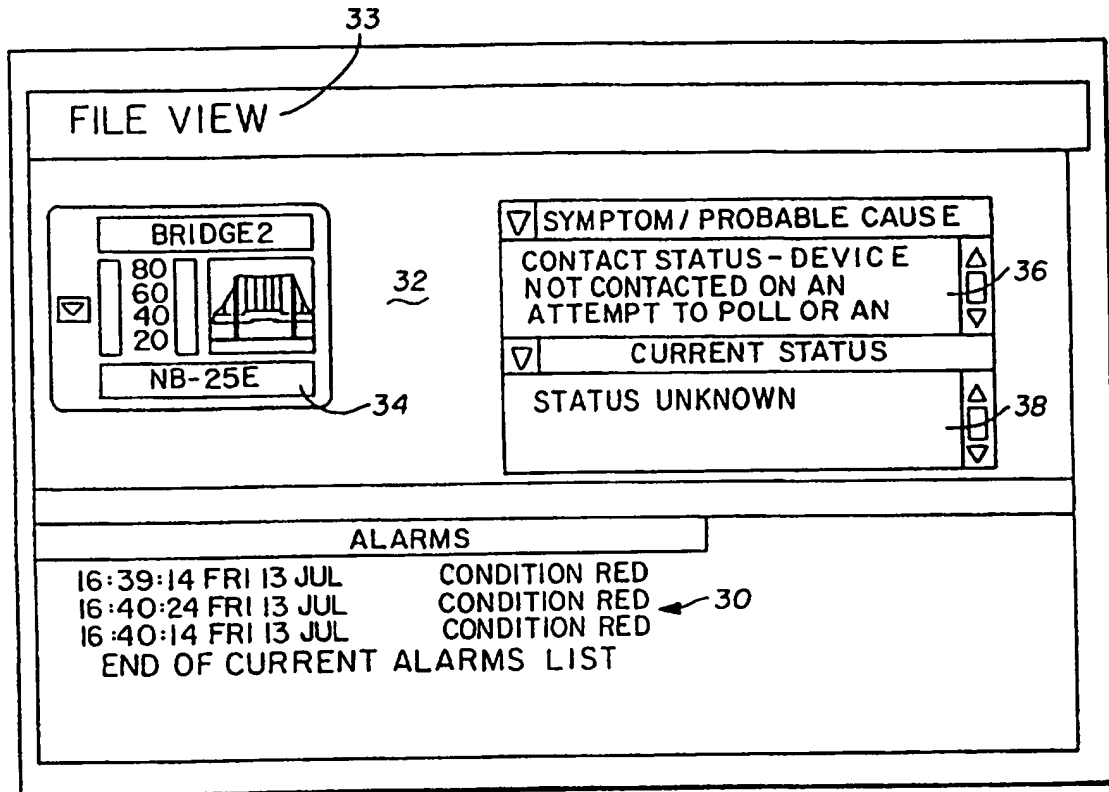 33
FILE VIEW
BRIDGE2
80
60
40
20
NB-25E
34
32
SYMPTOM/PROBABLE CAUSE
CONTACT STATUS-DEVICE
NOT CONTACTED ON AN
ATTEMPT TO POLL OR AN
36
CURRENT STATUS
STATUS UNKNOWN
38
ALARMS
16:39:14 FRI 13 JUL CONDITION RED
16:40:24 FRI 13 JUL CONDITION RED
30
16:40:14 FRI 13 JUL CONDITION RED
END OF CURRENT ALARMS LIST